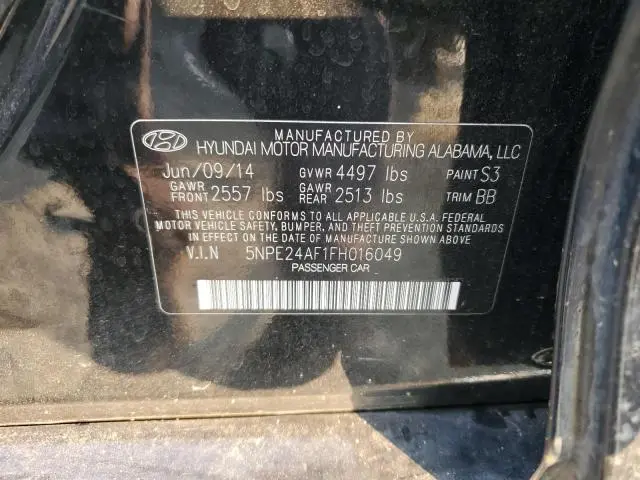 MANUFACTURED BY
HYUNDAI MOTOR MANUFACTURING ALABAMA, LLC
Jun/09/14 GVWR 4497 lbs PAINT S3
GAWR FRONT 2557 lbs GAWR REAR 2513 lbs TRIM BB
THIS VEHICLE CONFORMS TO ALL APPLICABLE U.S.A. FEDERAL
MOTOR VEHICLE SAFETY, BUMPER, AND THEFT PREVENTION STANDARDS
IN EFFECT ON THE DATE OF MANUFACTURE SHOWN ABOVE
V.I.N 5NPE24AF1FH016049
PASSENGER CAR